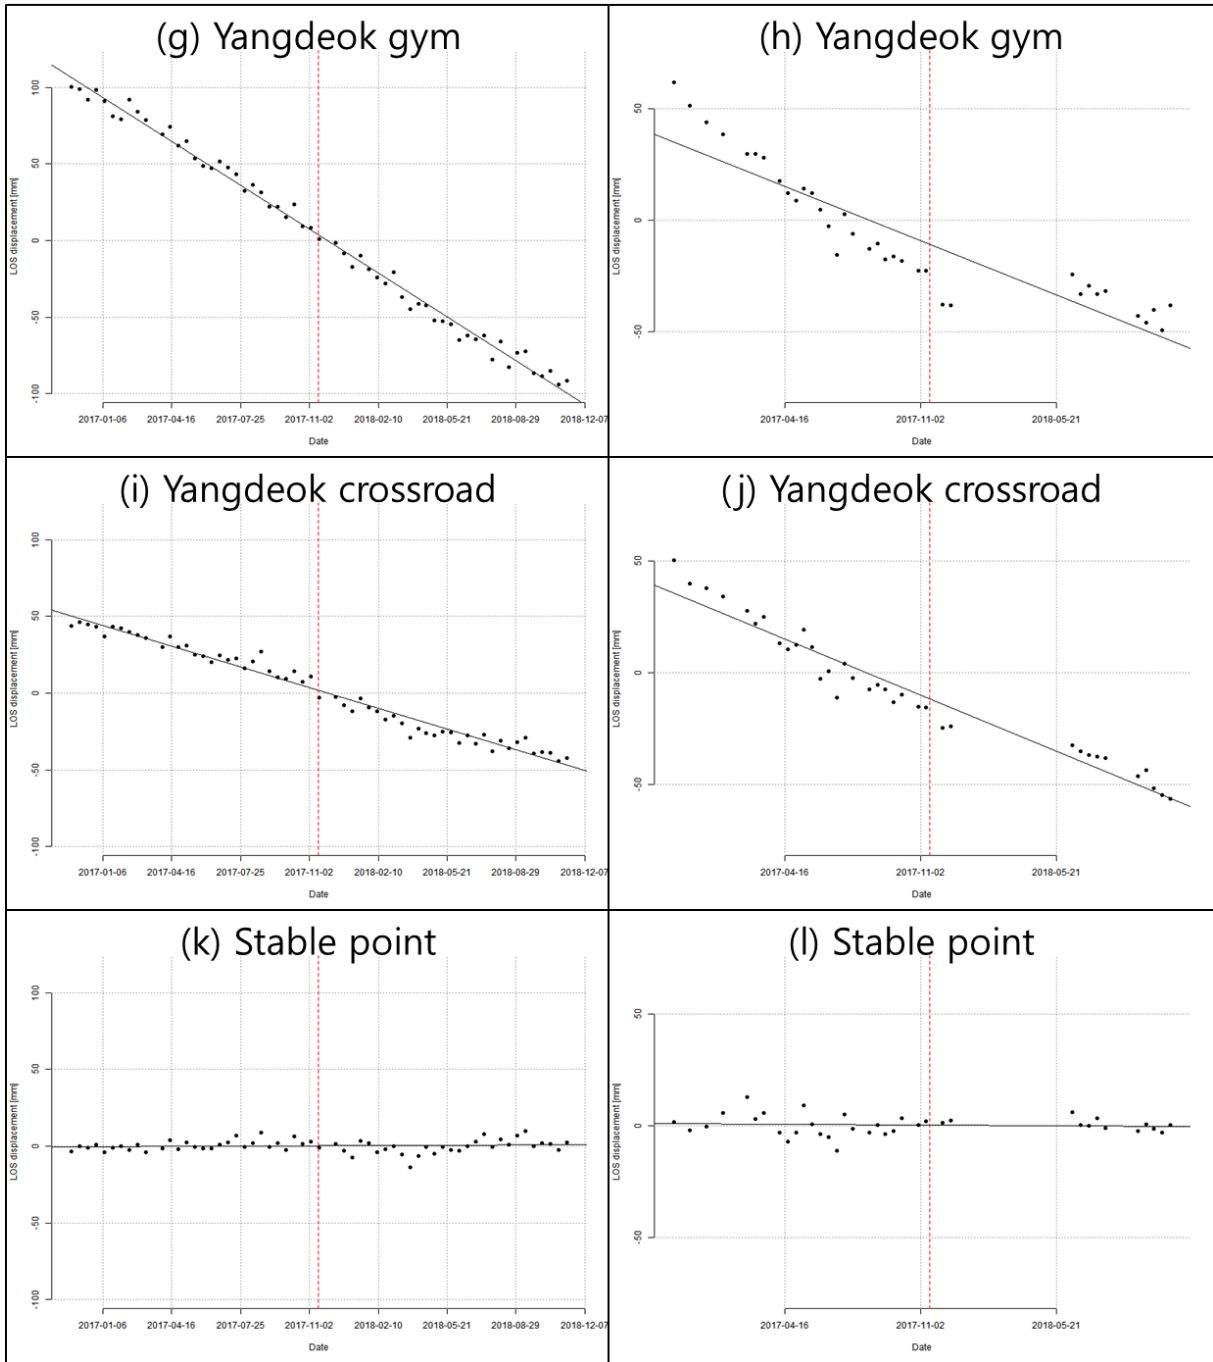 (g) Yangdeok gym
LOS displacement [mm]
100
50
0
-50
-100
2017-01-06 2017-04-16 2017-07-25 2017-11-02 2018-02-10 2018-05-21 2018-08-29 2018-12-07
Date
(h) Yangdeok gym
LOS displacement [mm]
50
0
-50
2017-04-16 2017-11-02 2018-05-21
Date
(i) Yangdeok crossroad
LOS displacement [mm]
100
50
0
-50
-100
2017-01-06 2017-04-16 2017-07-25 2017-11-02 2018-02-10 2018-05-21 2018-08-29 2018-12-07
Date
(j) Yangdeok crossroad
LOS displacement [mm]
50
0
-50
2017-04-16 2017-11-02 2018-05-21
Date
(k) Stable point
LOS displacement [mm]
100
50
0
-50
-100
2017-01-06 2017-04-16 2017-07-25 2017-11-02 2018-02-10 2018-05-21 2018-08-29 2018-12-07
Date
(l) Stable point
LOS displacement [mm]
50
0
-50
2017-04-16 2017-11-02 2018-05-21
Date